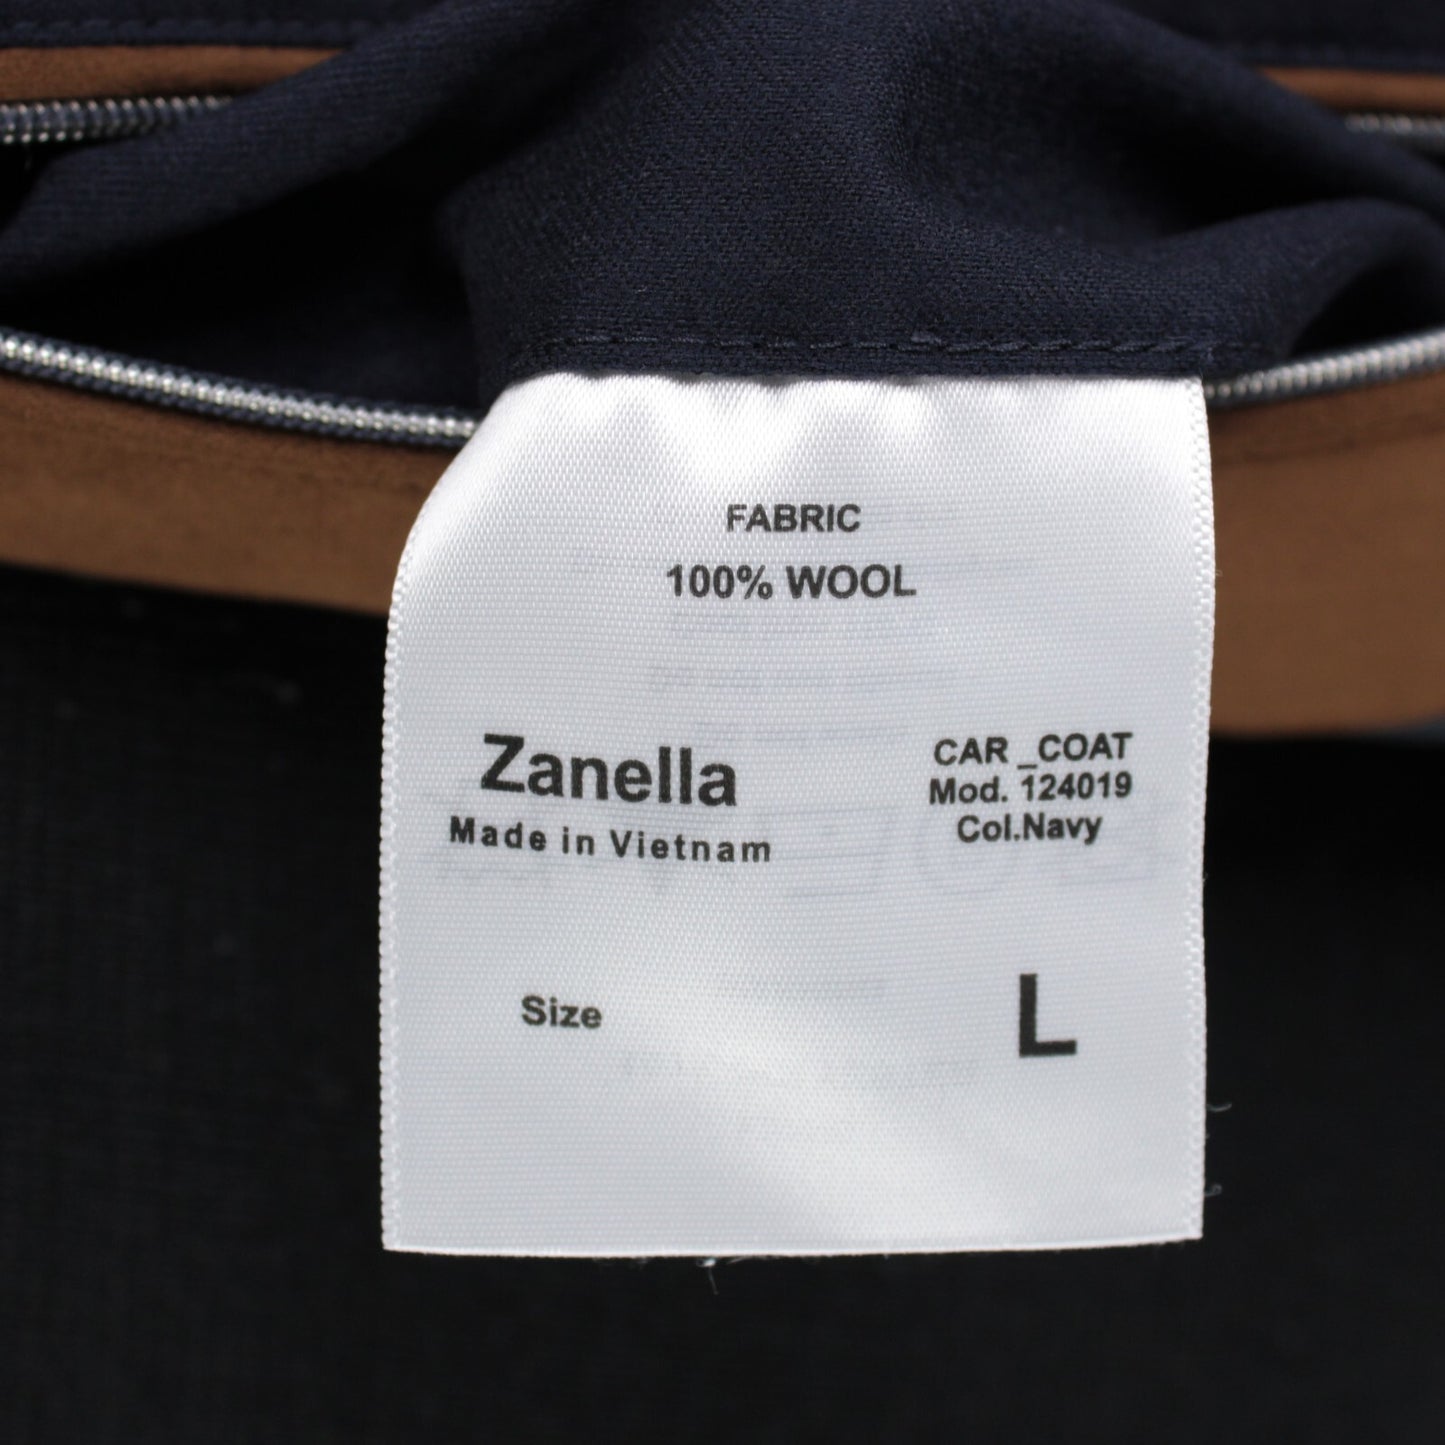 FABRIC
100% WOOL
Zanella
Made in Vietnam
CAR _COAT
Mod. 124019
Col.Navy
Size
L